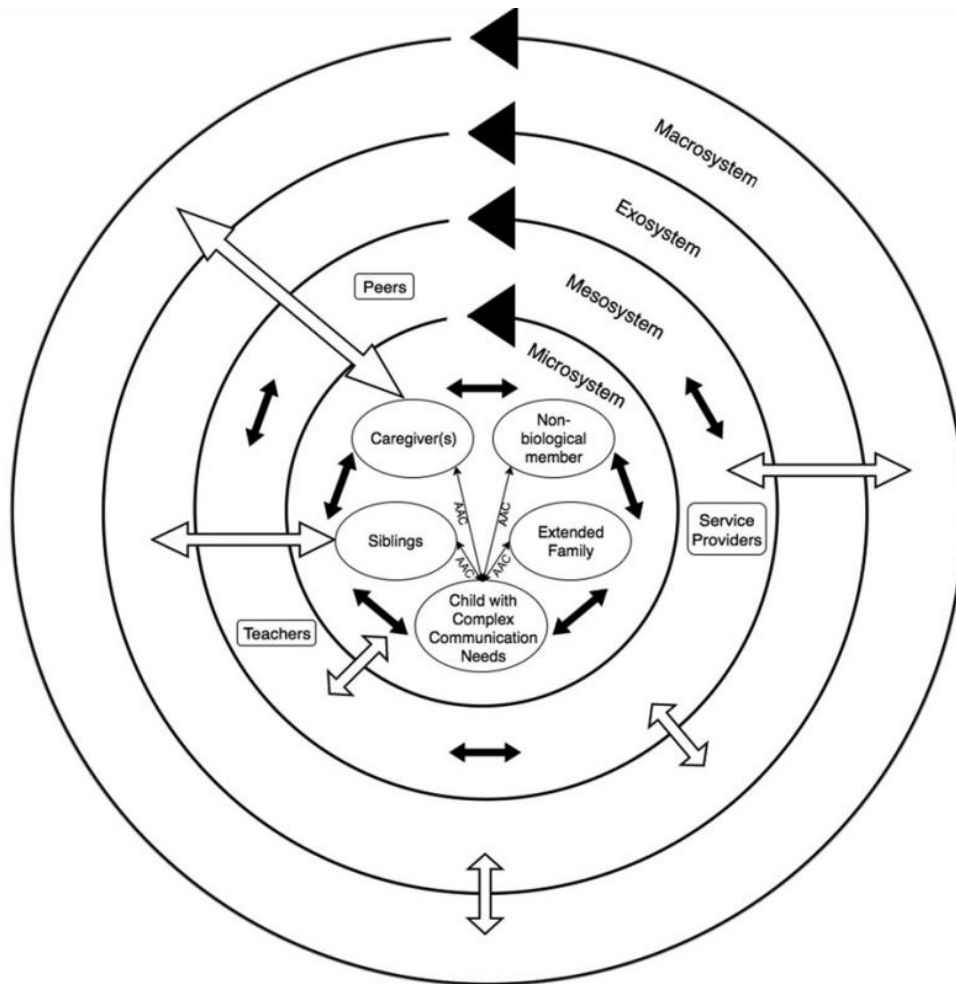 Macrosystem
Exosystem
Mesosystem
Microsystem
Peers
Caregiver(s)
Non-
biological
member
AAC
AAC
Siblings
Extended
Family
AAC
AAC
Service
Providers
Child with
Complex
Communication
Needs
Teachers